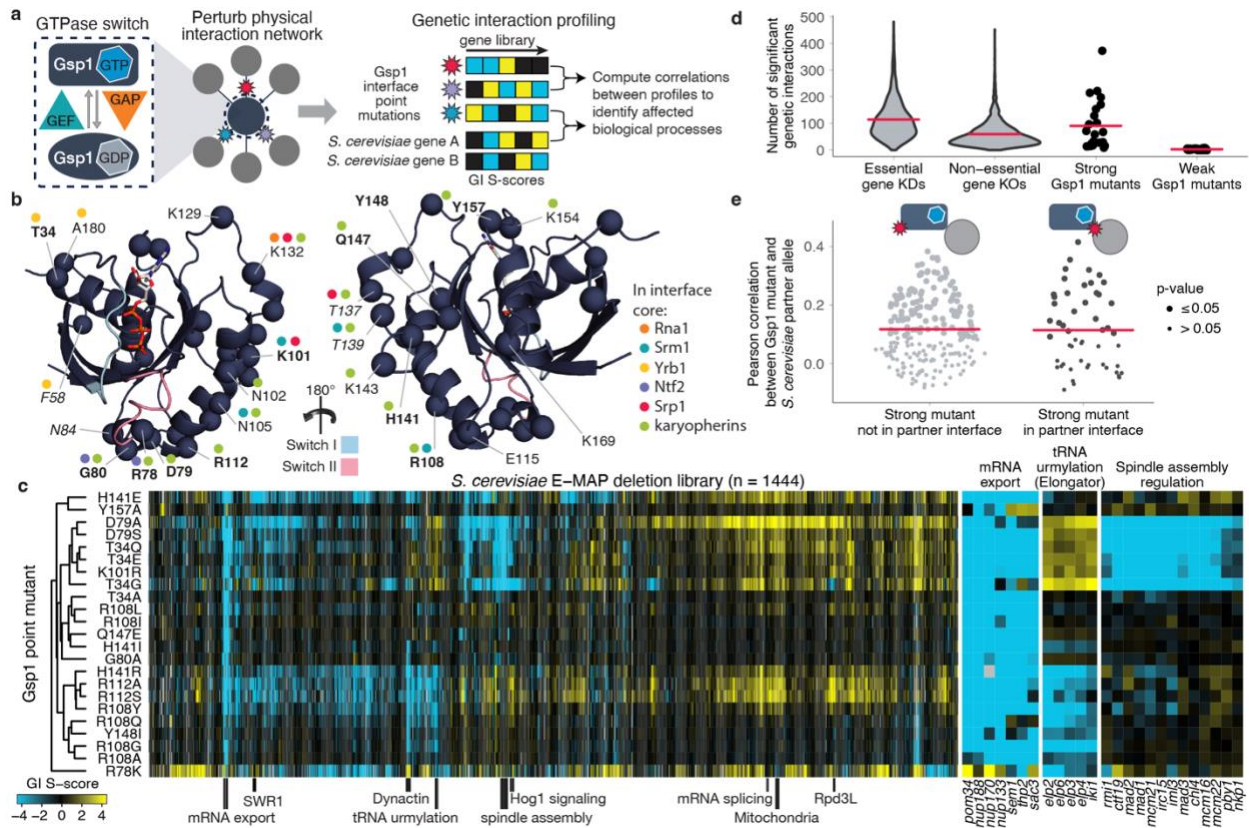 a
GTPase switch
Gsp1
GTP
GEF
GAP
Gsp1
GDP
Perturb physical
interaction network
Genetic interaction profiling
gene library
Gsp1
interface
point
mutations
S. cerevisiae gene A
S. cerevisiae gene B
GI S-scores
Compute correlations
between profiles to
identify affected
biological processes
b
T34
A180
K129
K132
K101
N102
N105
R112
D79
R78
G80
N84
F58
180°
Switch I
Switch II
Y148
Q147
Y157
K154
T137
T139
K143
H141
R108
E115
K169
In interface
core:
Rna1
Srm1
Yrb1
Ntf2
Srp1
karyopherins
c
S. cerevisiae E-MAP deletion library (n = 1444)
Gsp1 point mutant
H141E
Y157A
D79A
D79S
T34Q
T34E
K101R
T34G
T34A
R108L
R108I
Q147E
H141I
G80A
H141R
R112A
R112S
R108Y
R108Q
Y148I
R108G
R108A
R78K
GI S-score
−4 −2 0 2 4
mRNA export
SWR1
Dynactin
tRNA urmylation
Hog1 signaling
spindle assembly
mRNA splicing
Mitochondria
Rpd3L
mRNA
export
tRNA
urmylation
(Elongator)
Spindle assembly
regulation
pom34
nup188
nup170
nup133
sem1
thp2
sac3
elp2
elp6
elp3
elp4
iki1
rmi1
ctf19
mad2
mad1
mcm21
irc15
iml3
mad3
chl4
mcm16
mcm22
pby1
nkp1
d
Number of significant
genetic interactions
500
400
300
200
100
0
Essential
gene KDs
Non−essential
gene KOs
Strong
Gsp1 mutants
Weak
Gsp1 mutants
e
Pearson correlation
between Gsp1 mutant and
S. cerevisiae partner allele
0.4
0.2
0.0
Strong mutant
not in partner interface
Strong mutant
in partner interface
p-value
≤0.05
> 0.05